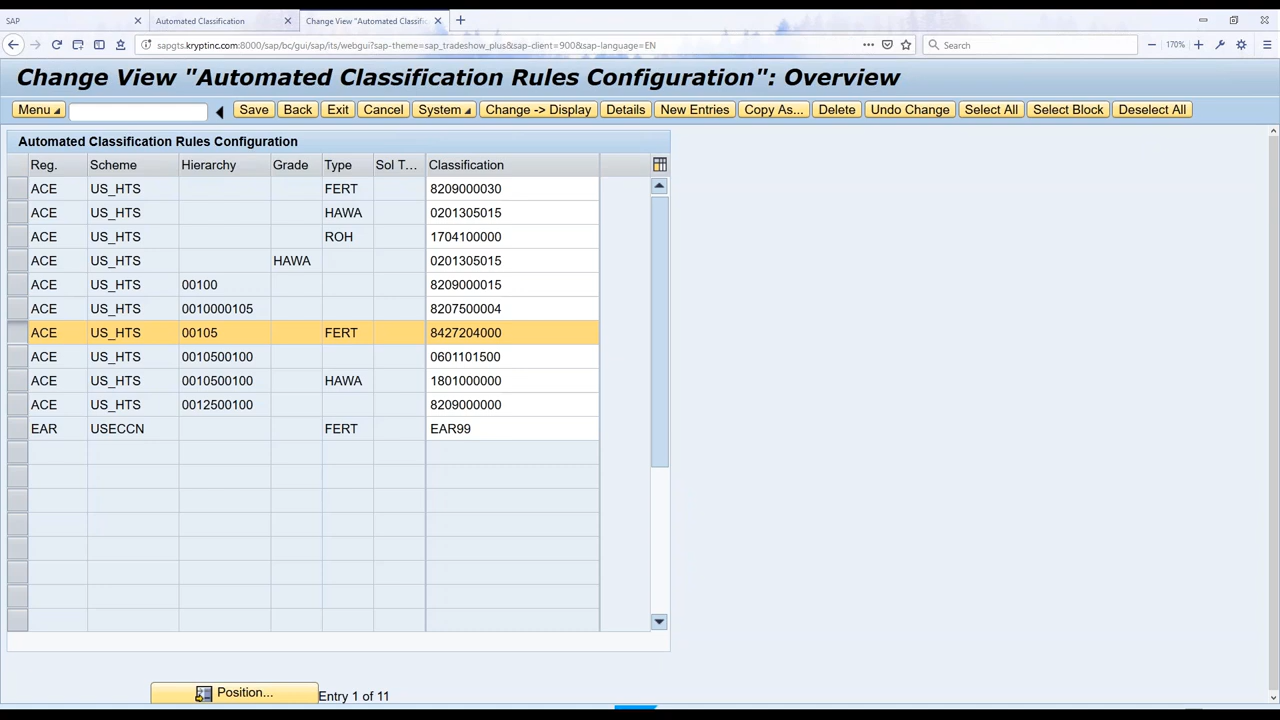 SAP Automated Classification Change View "Automated Classific
sapgts.kryptinc.com:8000/sap/bc/gui/sap/its/webgui?sap-theme=sap_tradeshow_plus&sap-client=900&sap-language=EN 170% Search
Change View "Automated Classification Rules Configuration": Overview
Menu Save Back Exit Cancel System Change -> Display Details New Entries Copy As... Delete Undo Change Select All Select Block Deselect All
Automated Classification Rules Configuration
Reg. Scheme Hierarchy Grade Type Sol T... Classification
ACE US_HTS FERT 8209000030
ACE US_HTS HAWA 0201305015
ACE US_HTS ROH 1704100000
ACE US_HTS HAWA 0201305015
ACE US_HTS 00100 8209000015
ACE US_HTS 0010000105 8207500004
ACE US_HTS 00105 FERT 8427204000
ACE US_HTS 0010500100 0601101500
ACE US_HTS 0010500100 HAWA 1801000000
ACE US_HTS 0012500100 8209000000
EAR USECCN FERT EAR99
Position... Entry 1 of 11